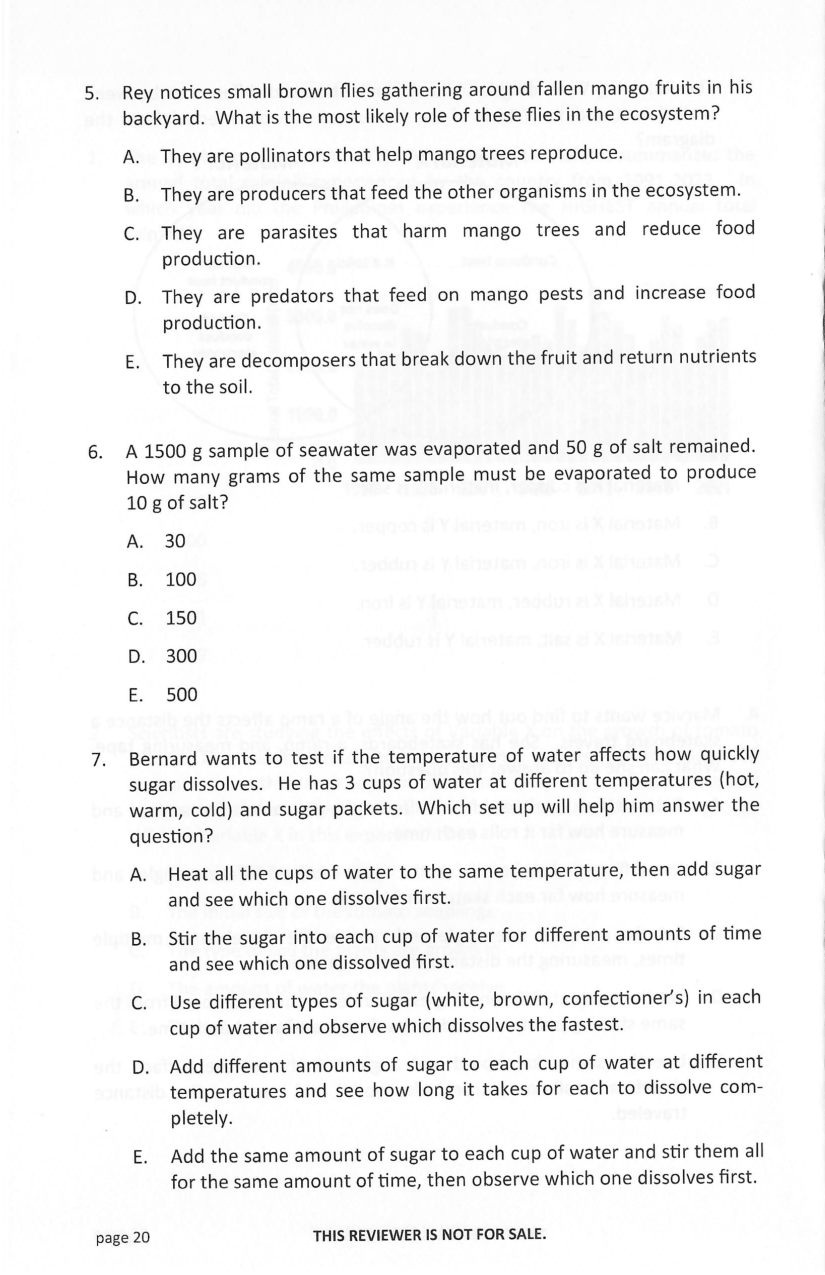 5. Rey notices small brown flies gathering around fallen mango fruits in his
backyard. What is the most likely role of these flies in the ecosystem?
A. They are pollinators that help mango trees reproduce.
B. They are producers that feed the other organisms in the ecosystem.
C. They are parasites that harm mango trees and reduce food
production.
D. They are predators that feed on mango pests and increase food
production.
E. They are decomposers that break down the fruit and return nutrients
to the soil.
6. A 1500 g sample of seawater was evaporated and 50 g of salt remained.
How many grams of the same sample must be evaporated to produce
10 g of salt?
A. 30
B. 100
C. 150
D. 300
E. 500
7. Bernard wants to test if the temperature of water affects how quickly
sugar dissolves. He has 3 cups of water at different temperatures (hot,
warm, cold) and sugar packets. Which set up will help him answer the
question?
A. Heat all the cups of water to the same temperature, then add sugar
and see which one dissolves first.
B. Stir the sugar into each cup of water for different amounts of time
and see which one dissolved first.
C. Use different types of sugar (white, brown, confectioner's) in each
cup of water and observe which dissolves the fastest.
D. Add different amounts of sugar to each cup of water at different
temperatures and see how long it takes for each to dissolve com-
pletely.
E. Add the same amount of sugar to each cup of water and stir them all
for the same amount of time, then observe which one dissolves first.
page 20 THIS REVIEWER IS NOT FOR SALE.